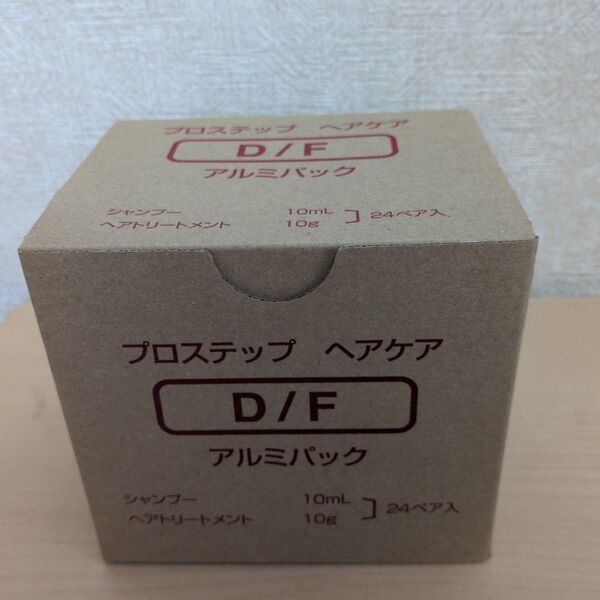 プロステップ ヘアケア
D/F
アルミパック
シャンプー 10mL
ヘアトリートメント 10g ] 24ペア入
プロステップ ヘアケア
D/F
アルミパック
シャンプー 10mL
ヘアトリートメント 10g ] 24ペア入